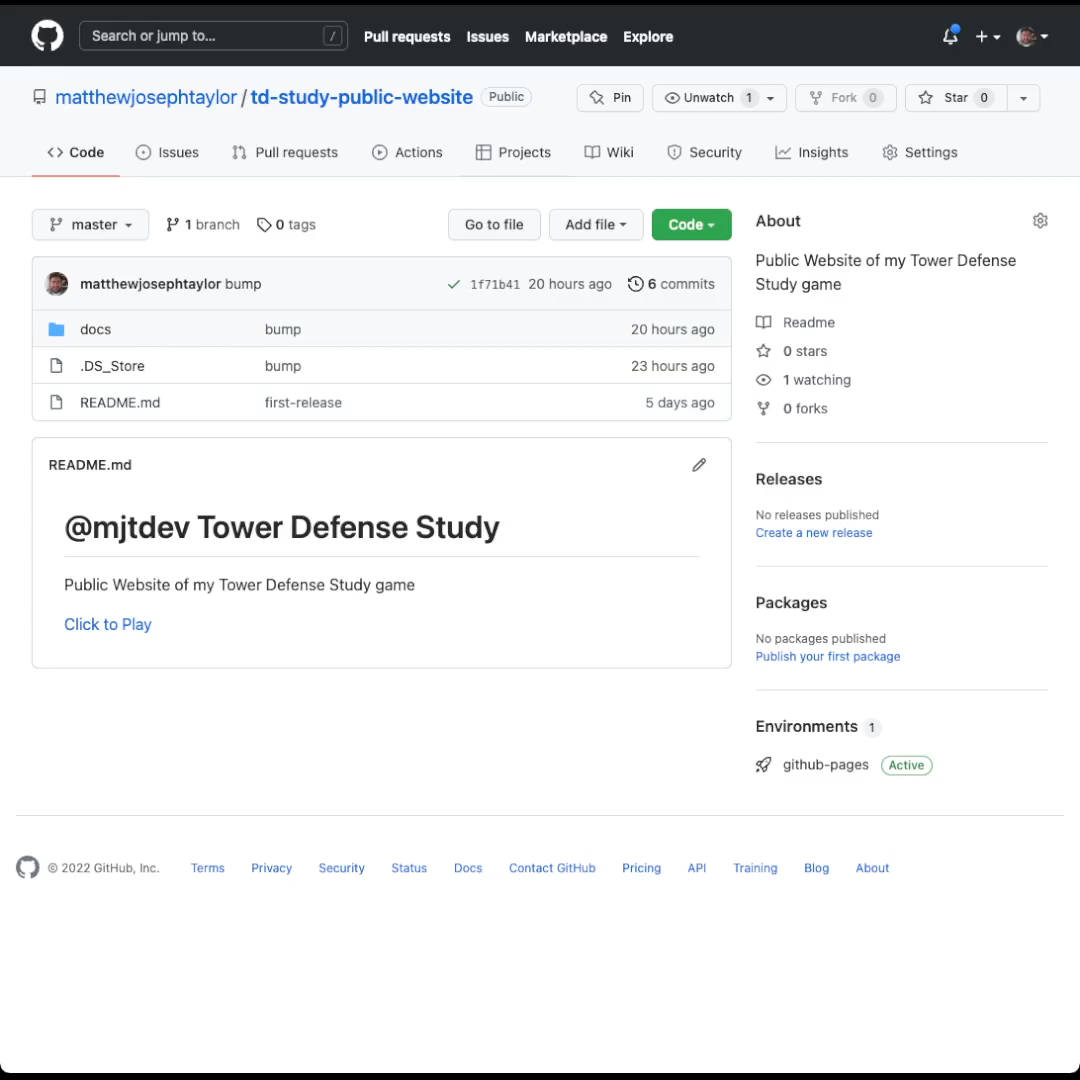 Search or jump to... /
Pull requests Issues Marketplace Explore
matthewjosephtaylor / td-study-public-website Public
Pin Unwatch 1 Fork 0 Star 0
Code Issues Pull requests Actions Projects Wiki Security Insights Settings
master 1 branch 0 tags Go to file Add file Code
matthewjosephtaylor bump 1f71b41 20 hours ago 6 commits
docs bump 20 hours ago
.DS_Store bump 23 hours ago
README.md first-release 5 days ago
README.md
@mjtdev Tower Defense Study
Public Website of my Tower Defense Study game
Click to Play
About
Public Website of my Tower Defense
Study game
Readme
0 stars
1 watching
0 forks
Releases
No releases published
Create a new release
Packages
No packages published
Publish your first package
Environments 1
github-pages Active
© 2022 GitHub, Inc. Terms Privacy Security Status Docs Contact GitHub Pricing API Training Blog About